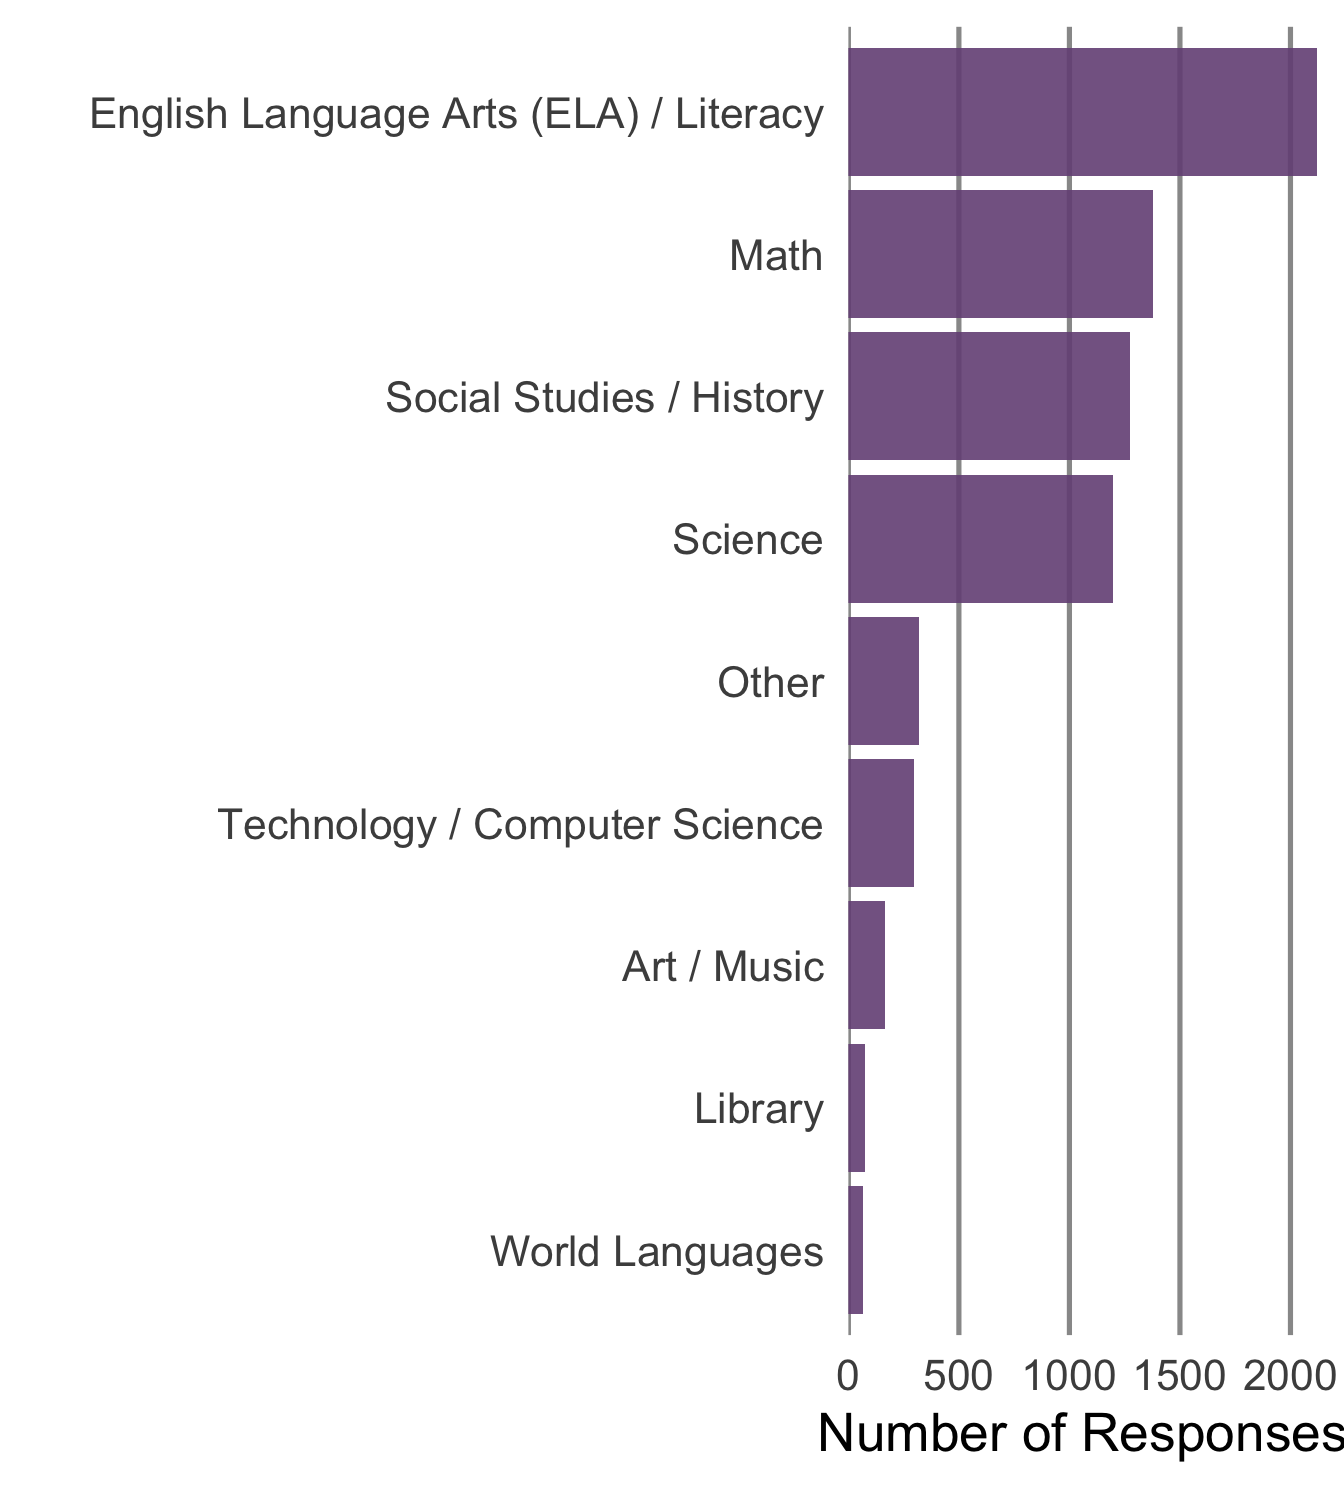 English Language Arts (ELA) / Literacy
Math
Social Studies / History
Science
Other
Technology / Computer Science
Art / Music
Library
World Languages
0 500 1000 1500 2000
Number of Responses